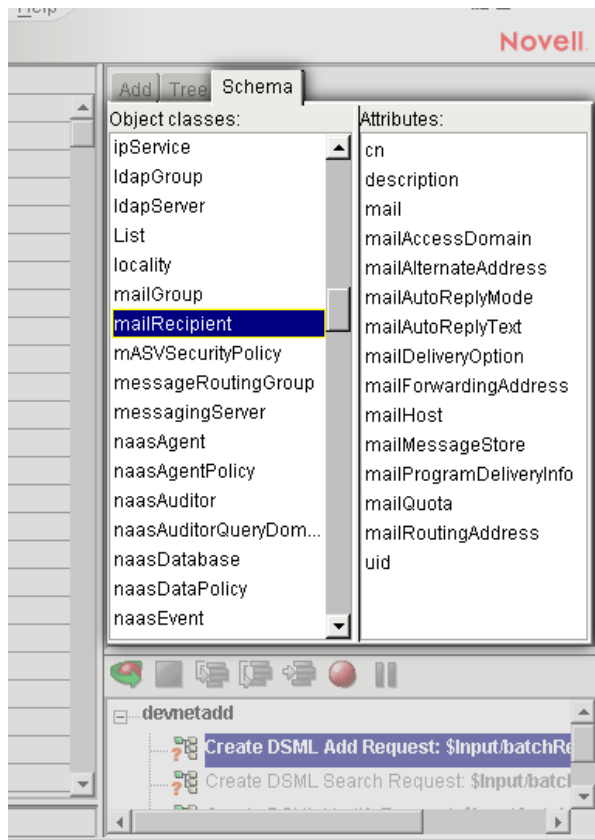 Help
Novell.
Add Tree Schema
Object classes:
ipService
ldapGroup
ldapServer
List
locality
mailGroup
mailRecipient
mASVSecurityPolicy
messageRoutingGroup
messagingServer
naasAgent
naasAgentPolicy
naasAuditor
naasAuditorQueryDom...
naasDatabase
naasDataPolicy
naasEvent
Attributes:
cn
description
mail
mailAccessDomain
mailAlternateAddress
mailAutoReplyMode
mailAutoReplyText
mailDeliveryOption
mailForwardingAddress
mailHost
mailMessageStore
mailProgramDeliveryInfo
mailQuota
mailRoutingAddress
uid
devnetadd
Create DSML Add Request: $Input/batchRe
Create DSML Search Request: $Input/batcl